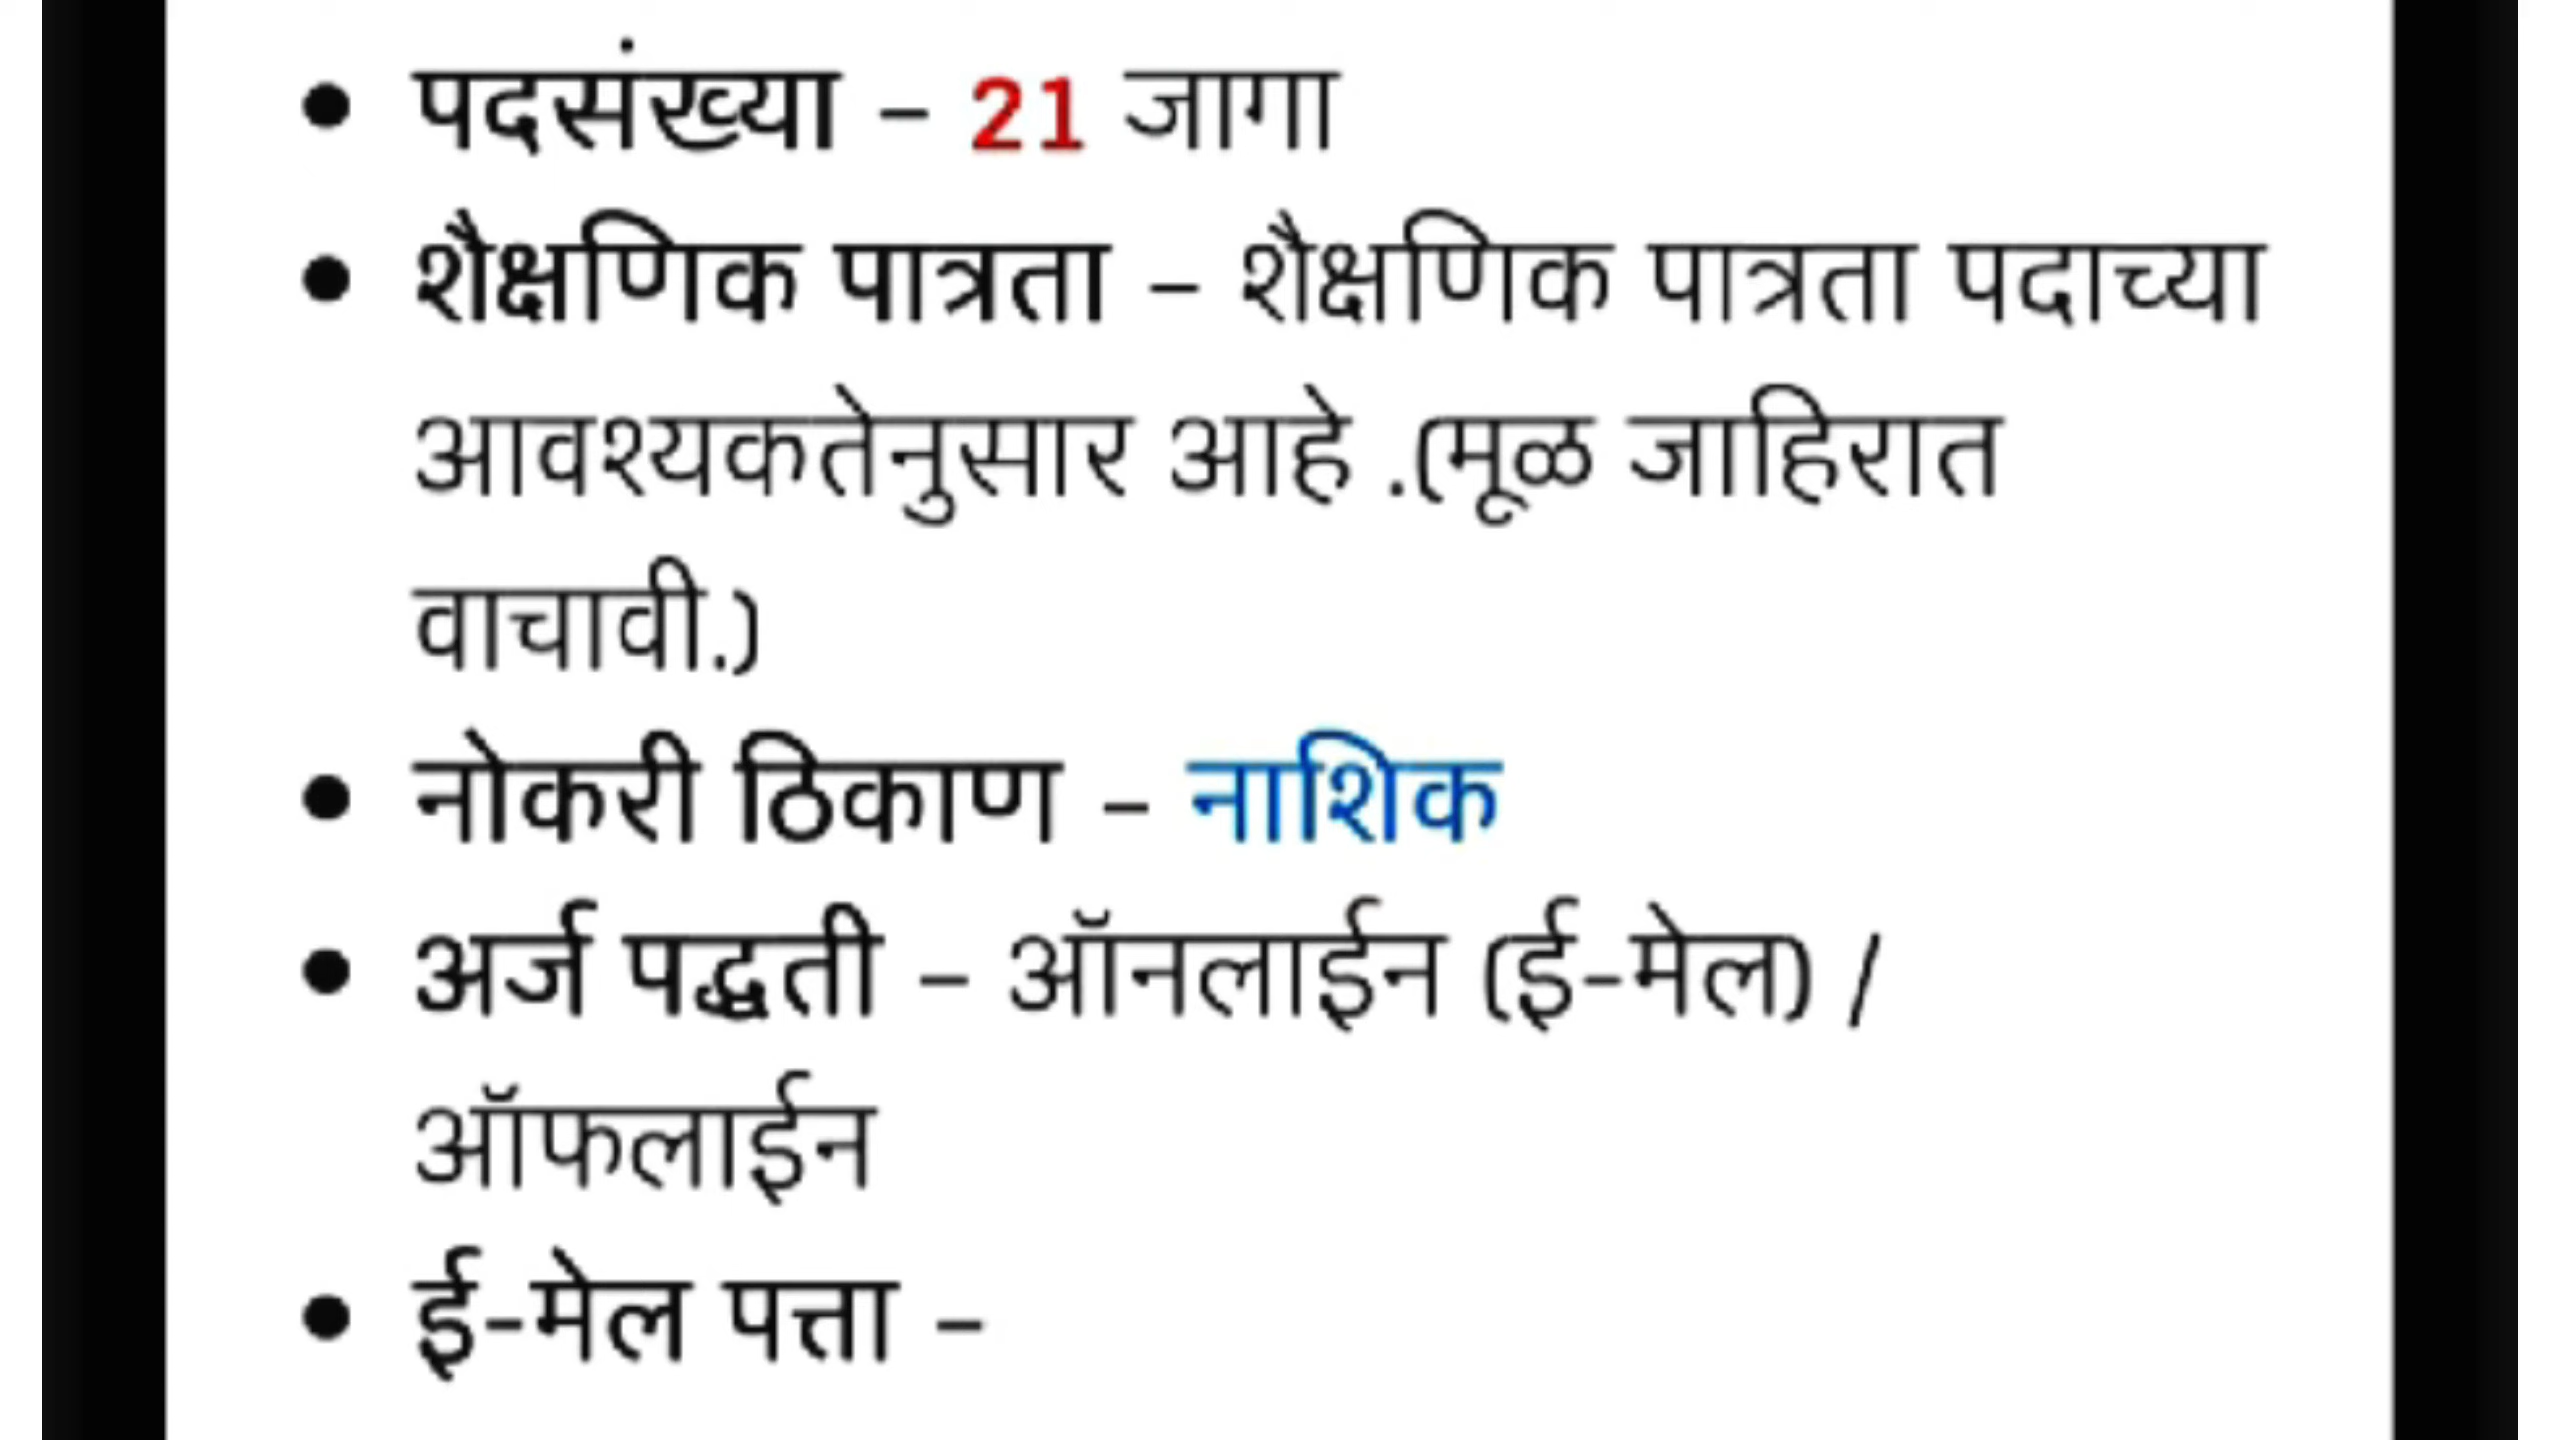 • पदसंख्या – 21 जागा
• शैक्षणिक पात्रता – शैक्षणिक पात्रता पदाच्या
आवश्यकतेनुसार आहे .(मूळ जाहिरात
वाचावी.)
• नोकरी ठिकाण – नाशिक
• अर्ज पद्धती – ऑनलाईन (ई-मेल) /
ऑफलाईन
• ई-मेल पत्ता –